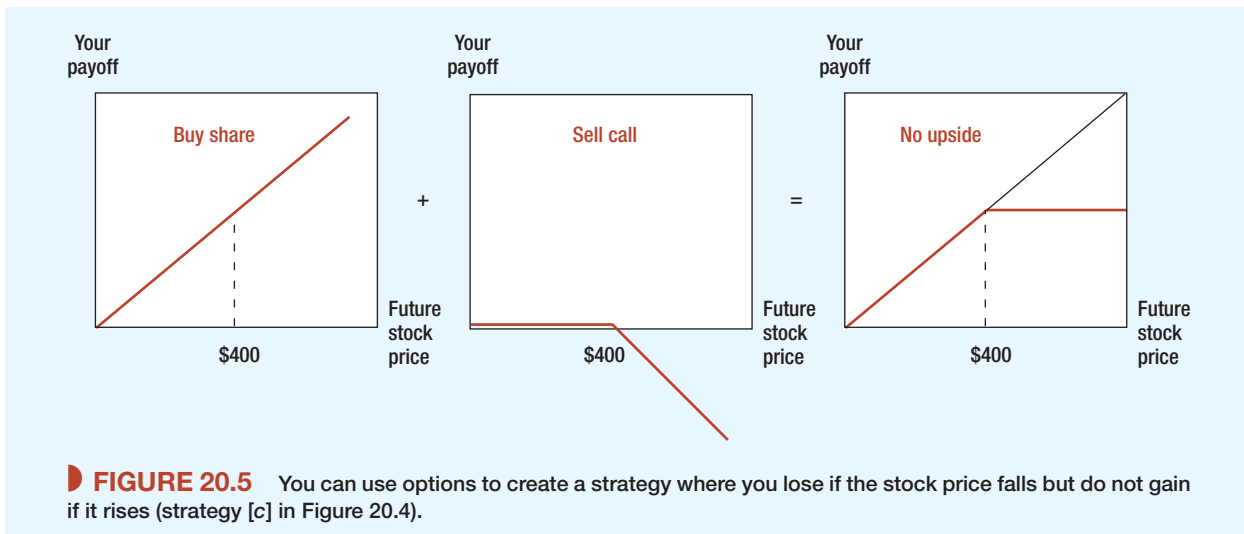 Your
payoff
Buy share
$400
Future
stock
price
+
Your
payoff
Sell call
$400
Future
stock
price
=
Your
payoff
No upside
$400
Future
stock
price
FIGURE 20.5 You can use options to create a strategy where you lose if the stock price falls but do not gain
if it rises (strategy [c] in Figure 20.4).